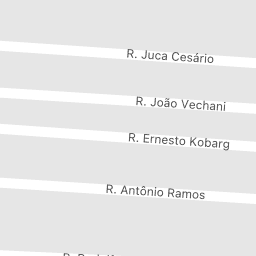 R. Juca Cesário
R. João Vechani
R. Ernesto Kobarg
R. Antônio Ramos
R.